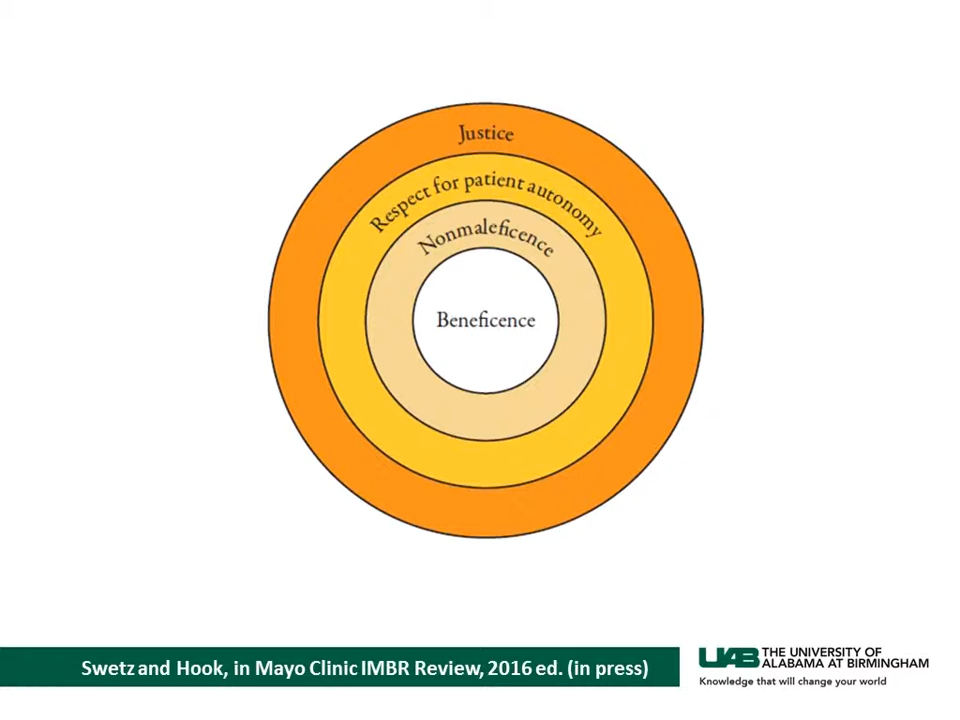 Justice
Respect for patient autonomy
Nonmaleficence
Beneficence
Swetz and Hook, in Mayo Clinic IMBR Review, 2016 ed. (in press)
UAB THE UNIVERSITY OF
ALABAMA AT BIRMINGHAM
Knowledge that will change your world